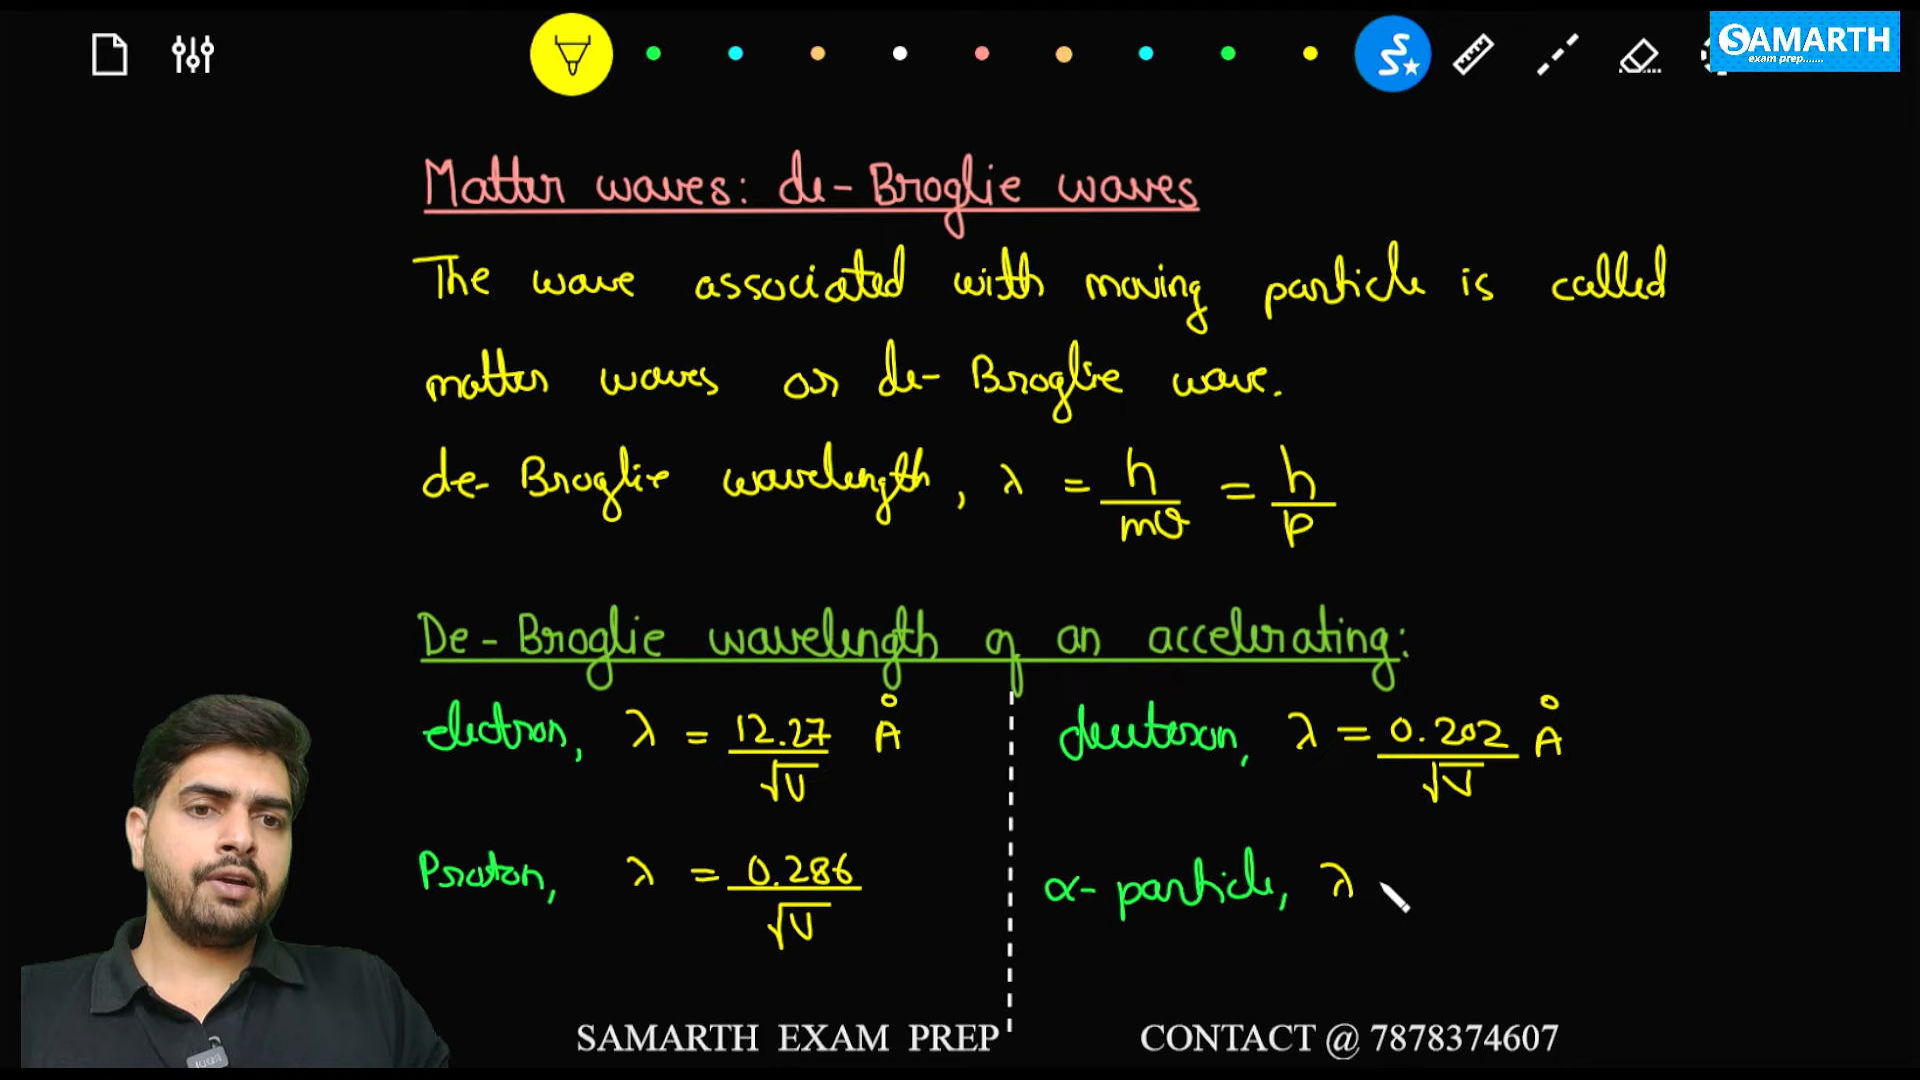 SAMARTH
exam prep.......
Matter waves: de-Broglie waves
The wave associated with moving particle is called
matter waves or de-Broglie wave.
de-Broglie wavelength, λ = h/mv = h/p
De-Broglie wavelength of an accelerating:
electron, λ = 12.27/√V Å
deuteron, λ = 0.202/√V Å
Proton, λ = 0.286/√V
α-particle, λ
SAMARTH EXAM PREP
CONTACT @ 7878374607